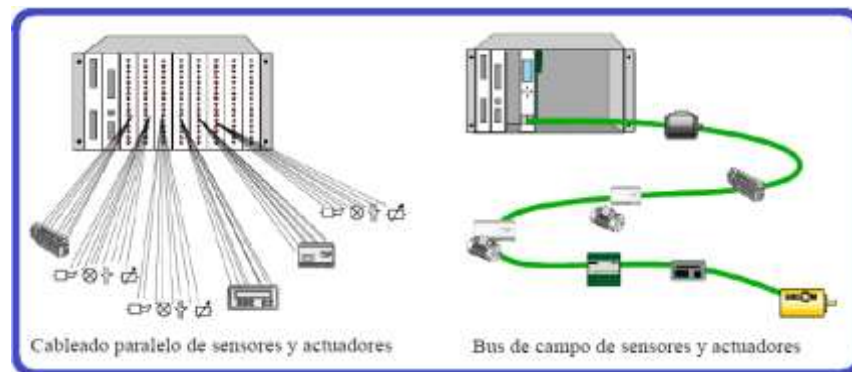 Cableado paralelo de sensores y actuadores
Bus de campo de sensores y actuadores